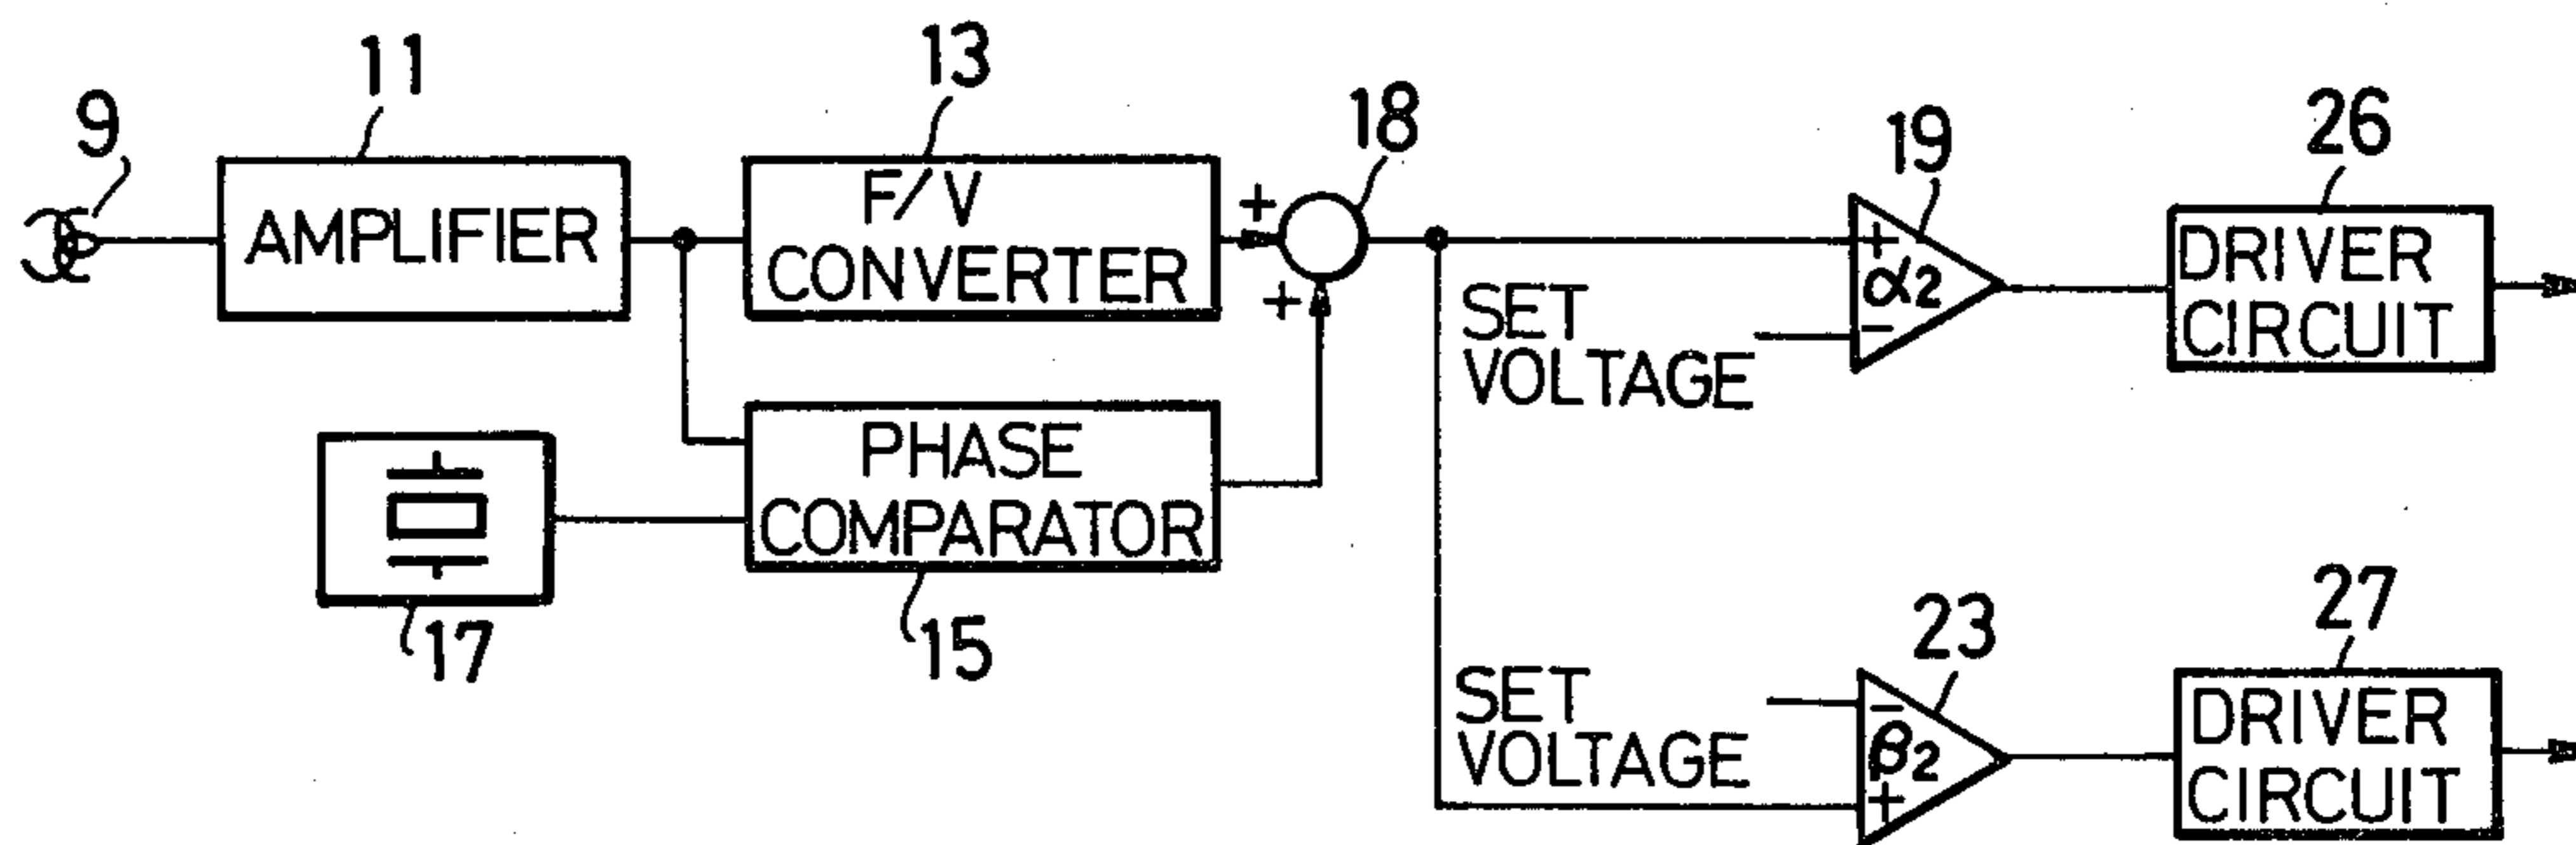 9
11
AMPLIFIER
13
F/V
CONVERTER
+
+
18
17
PHASE
COMPARATOR
15
SET
VOLTAGE
19
+
α2
−
26
DRIVER
CIRCUIT
SET
VOLTAGE
23
−
β2
+
27
DRIVER
CIRCUIT